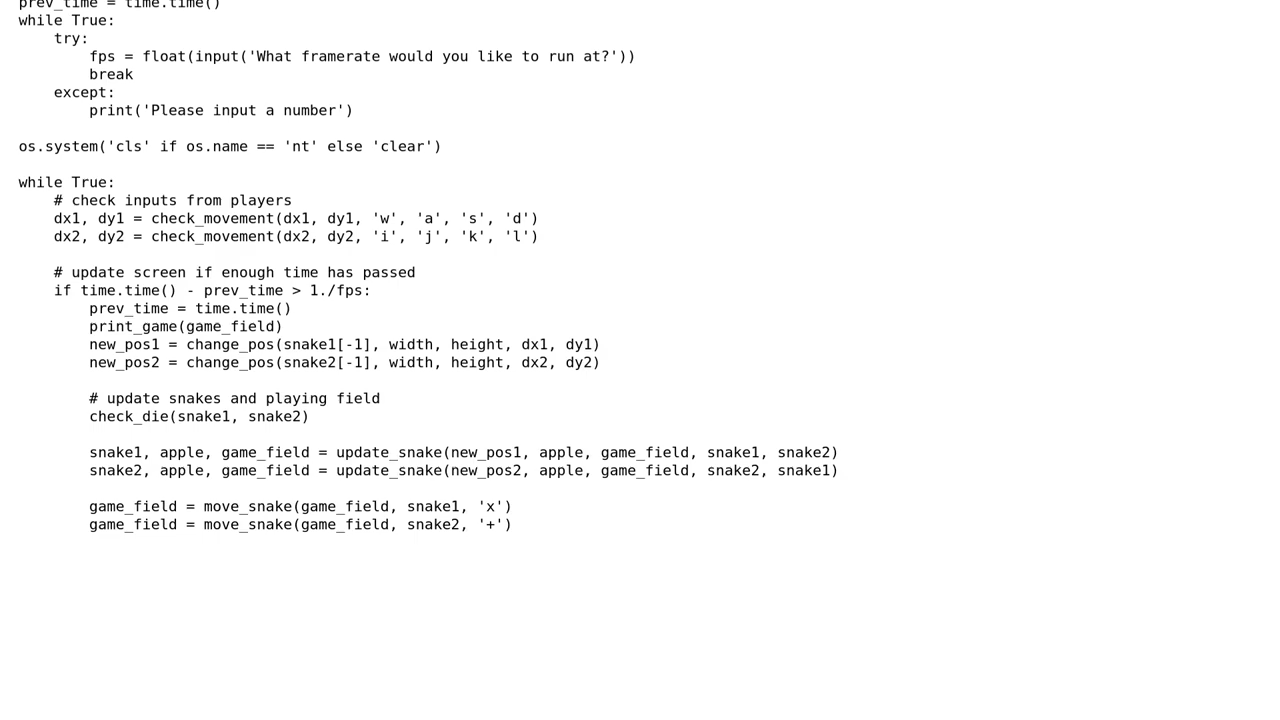 prev_time = time.time()
while True:
    try:
        fps = float(input('What framerate would you like to run at?'))
        break
    except:
        print('Please input a number')

os.system('cls' if os.name == 'nt' else 'clear')

while True:
    # check inputs from players
    dx1, dy1 = check_movement(dx1, dy1, 'w', 'a', 's', 'd')
    dx2, dy2 = check_movement(dx2, dy2, 'i', 'j', 'k', 'l')

    # update screen if enough time has passed
    if time.time() - prev_time > 1./fps:
        prev_time = time.time()
        print_game(game_field)
        new_pos1 = change_pos(snake1[-1], width, height, dx1, dy1)
        new_pos2 = change_pos(snake2[-1], width, height, dx2, dy2)

        # update snakes and playing field
        check_die(snake1, snake2)

        snake1, apple, game_field = update_snake(new_pos1, apple, game_field, snake1, snake2)
        snake2, apple, game_field = update_snake(new_pos2, apple, game_field, snake2, snake1)

        game_field = move_snake(game_field, snake1, 'x')
        game_field = move_snake(game_field, snake2, '+')